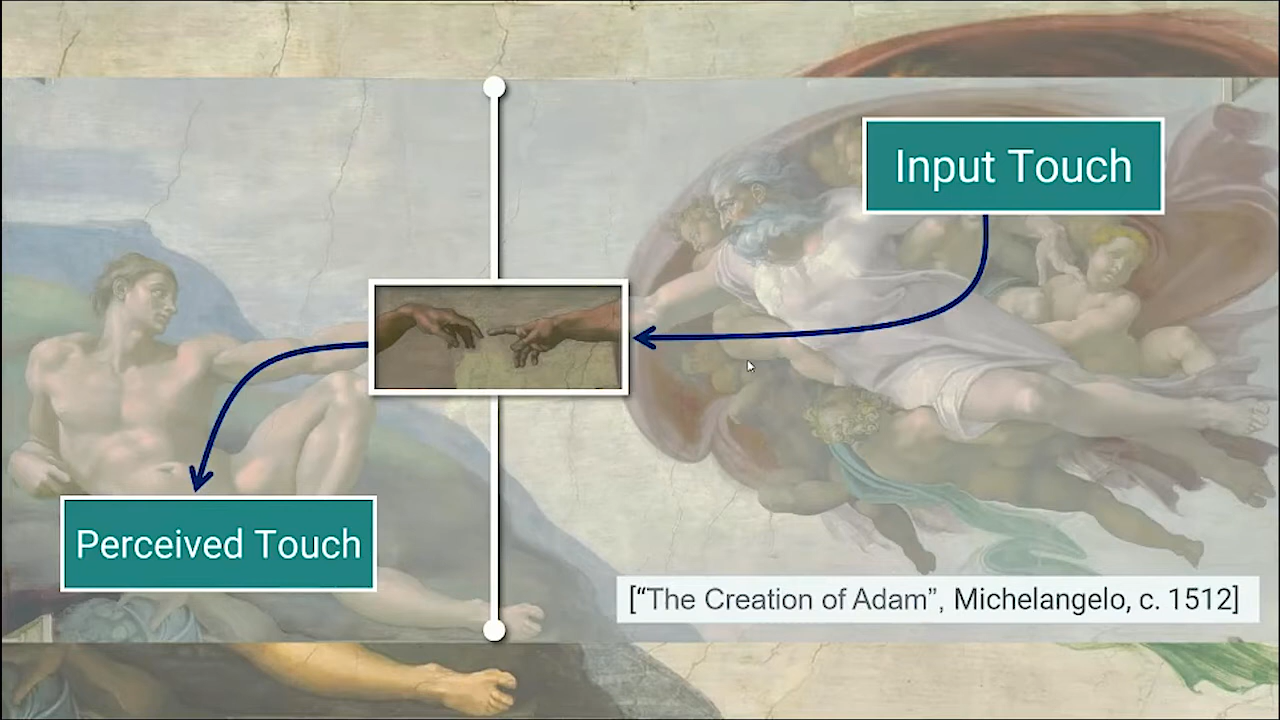 Input Touch
Perceived Touch
[“The Creation of Adam”, Michelangelo, c. 1512]